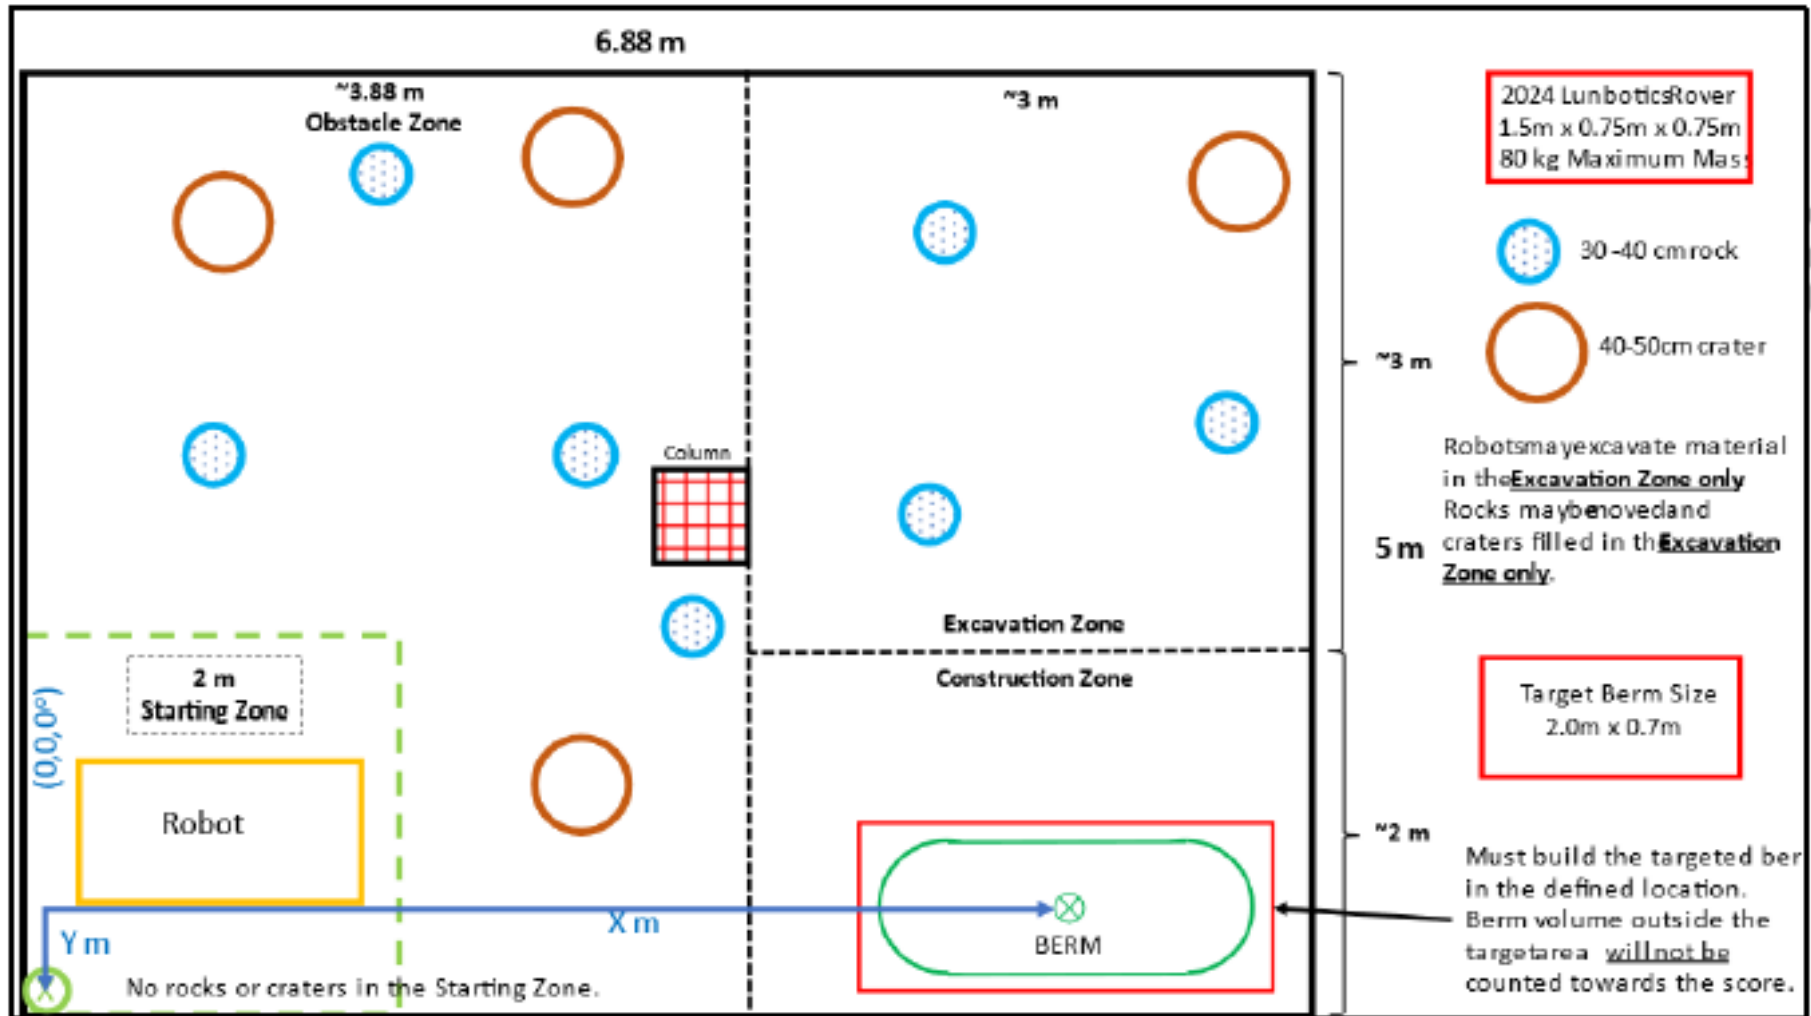 6.88 m
~3.88 m
Obstacle Zone
~3 m
Column
Excavation Zone
Construction Zone
2 m
Starting Zone
(0,0,0º)
Robot
X m
Y m
BERM
No rocks or craters in the Starting Zone.
~3 m
5 m
~2 m
2024 LunboticsRover
1.5m x 0.75m x 0.75m
80 kg Maximum Mas
30 -40 cm rock
40-50cm crater
Robotsmayexcavate material
in theExcavation Zone only
Rocks maybenovedand
craters filled in thExcavation
Zone only.
Target Berm Size
2.0m x 0.7m
Must build the targeted ber
in the defined location.
Berm volume outside the
targetarea willnot be
counted towards the score.